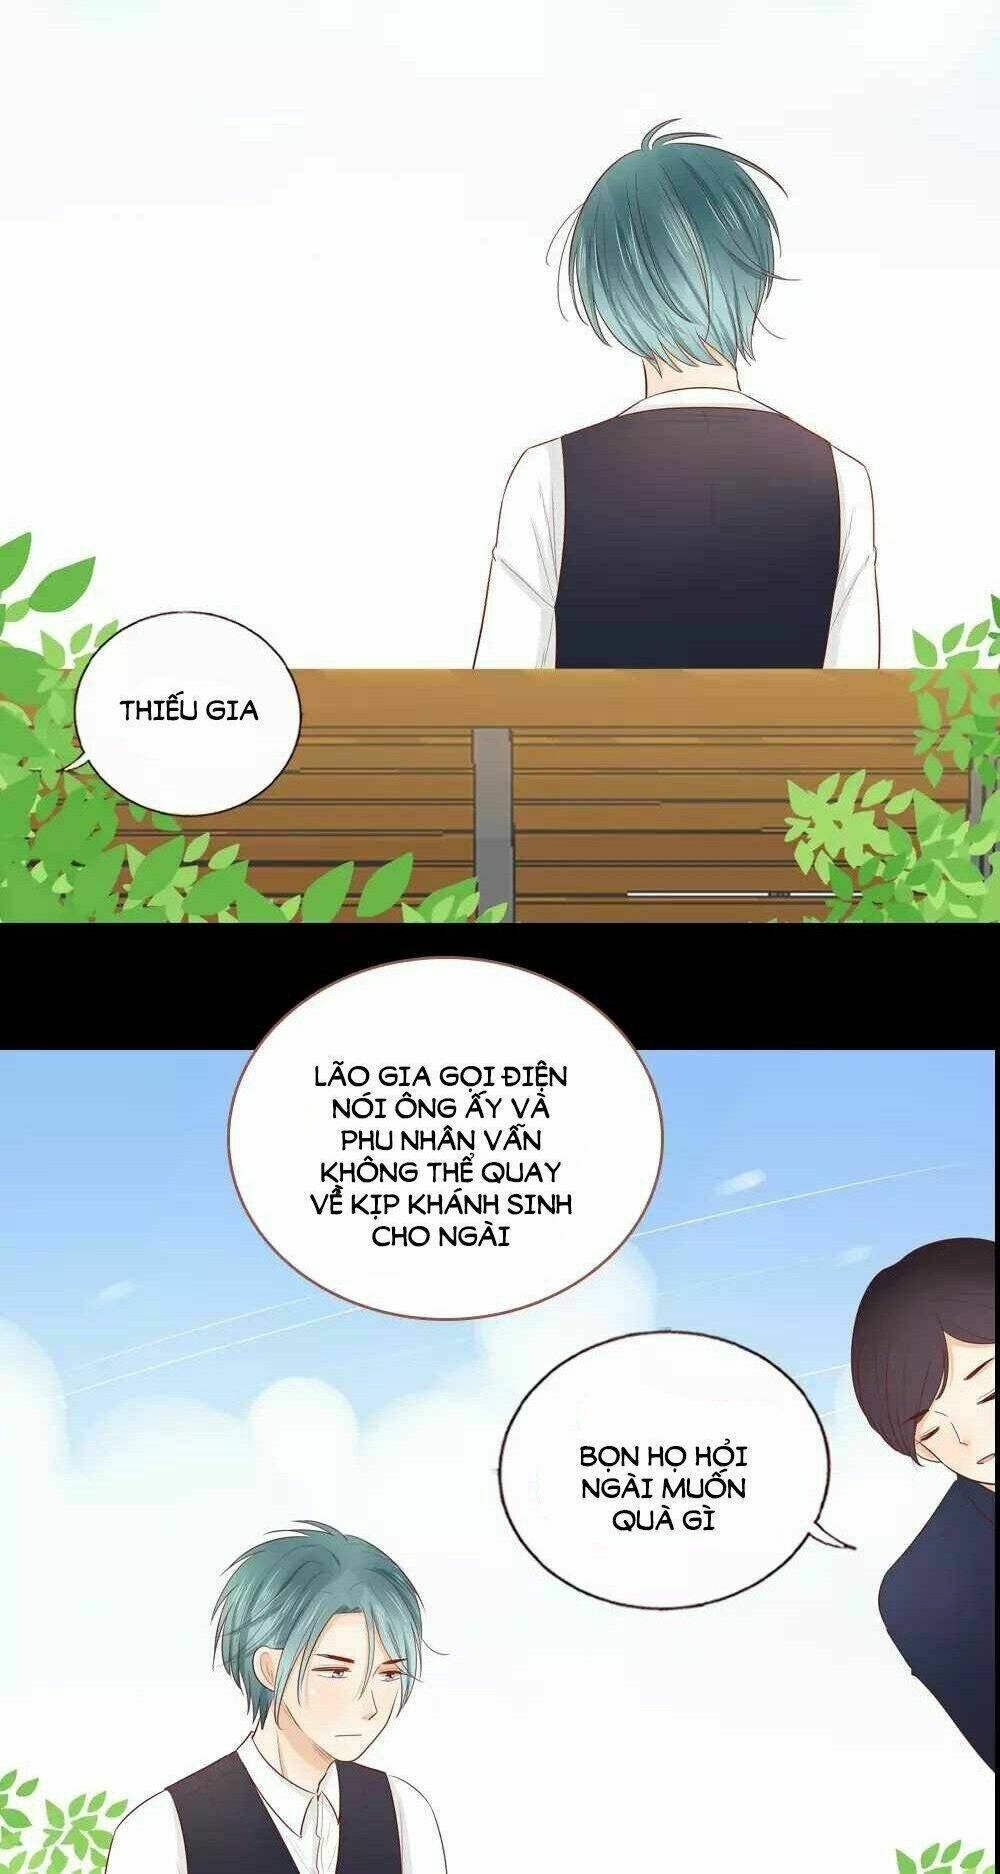 THIẾU GIA
LÃO GIA GỌI ĐIỆN
NÓI ÔNG ẤY VÀ
PHU NHÂN VẪN
KHÔNG THỂ QUAY
VỀ KỊP KHÁNH SINH
CHO NGÀI
BỌN HỌ HỎI
NGÀI MUỐN
QUÀ GÌ